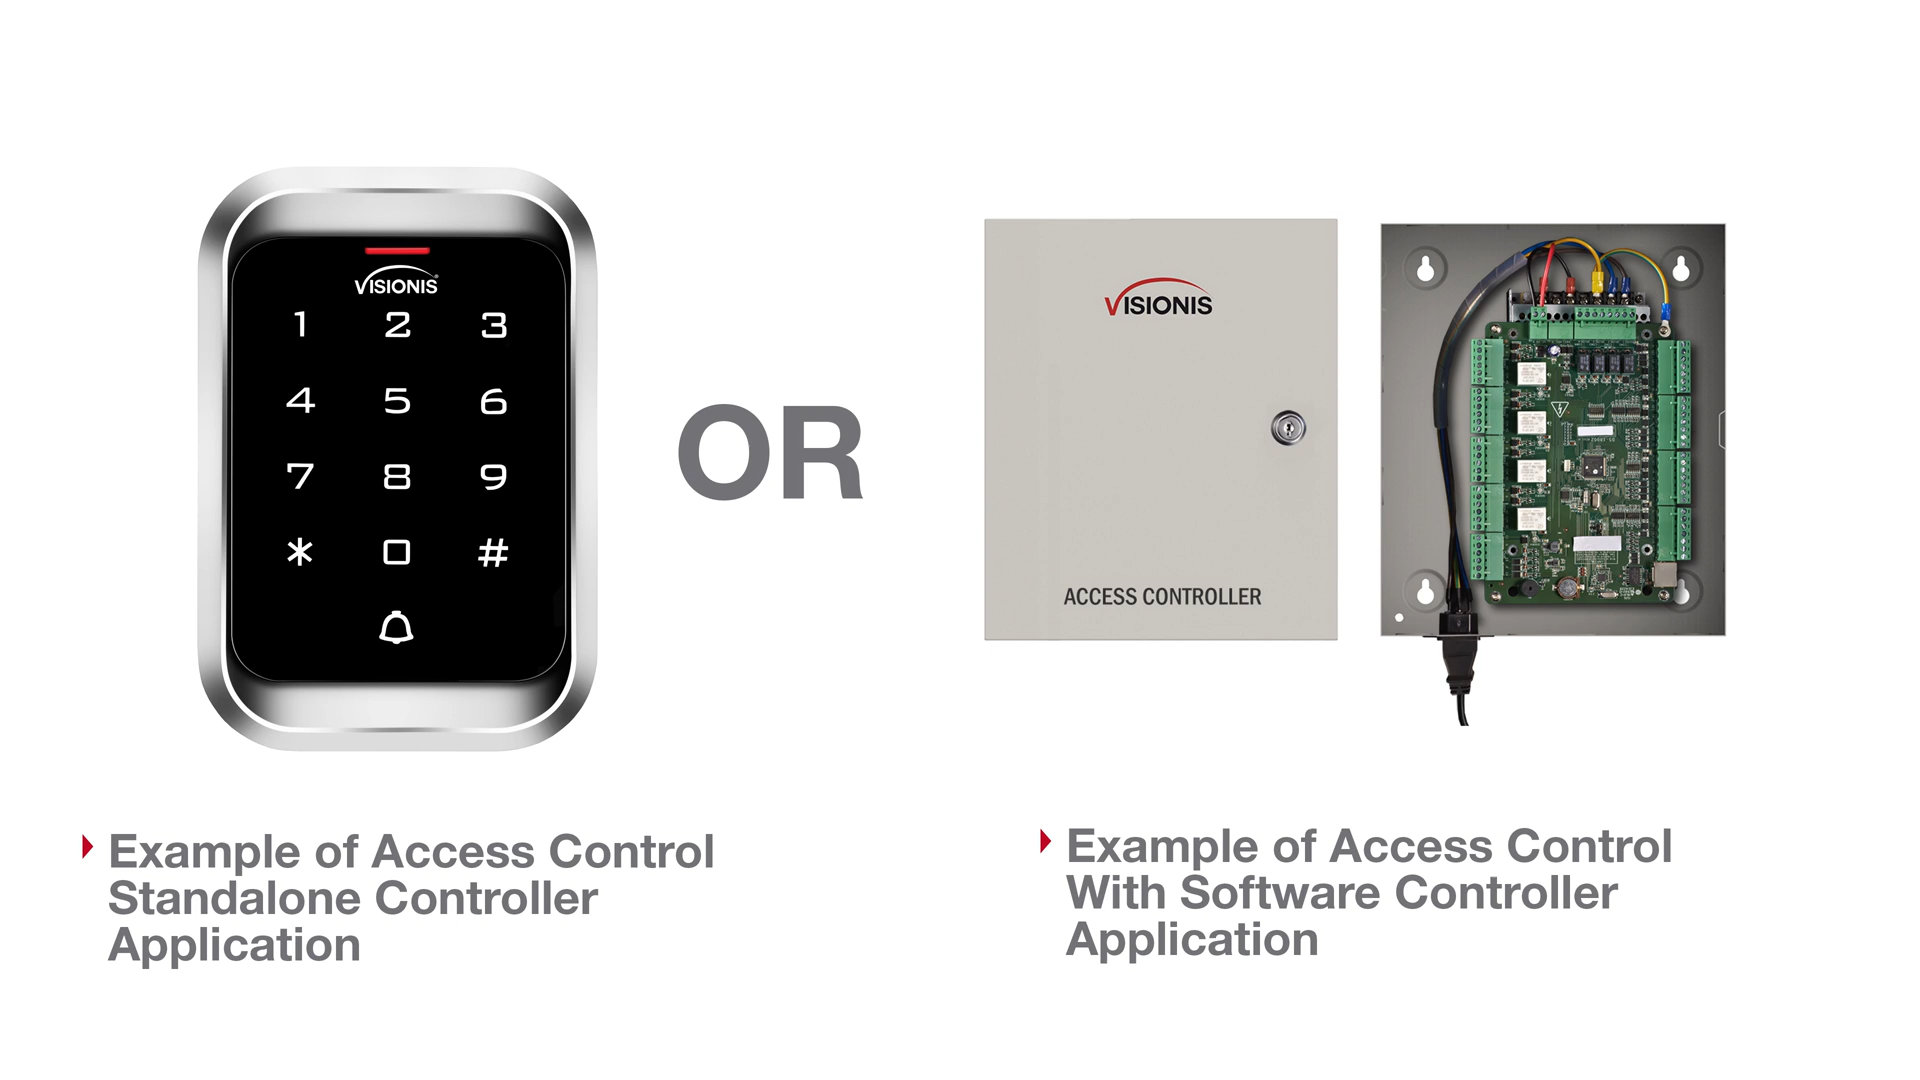 VISIONIS®
1 2 3
4 5 6
7 8 9
* 0 #
OR
VISIONIS
ACCESS CONTROLLER
Example of Access Control
Standalone Controller
Application
Example of Access Control
With Software Controller
Application